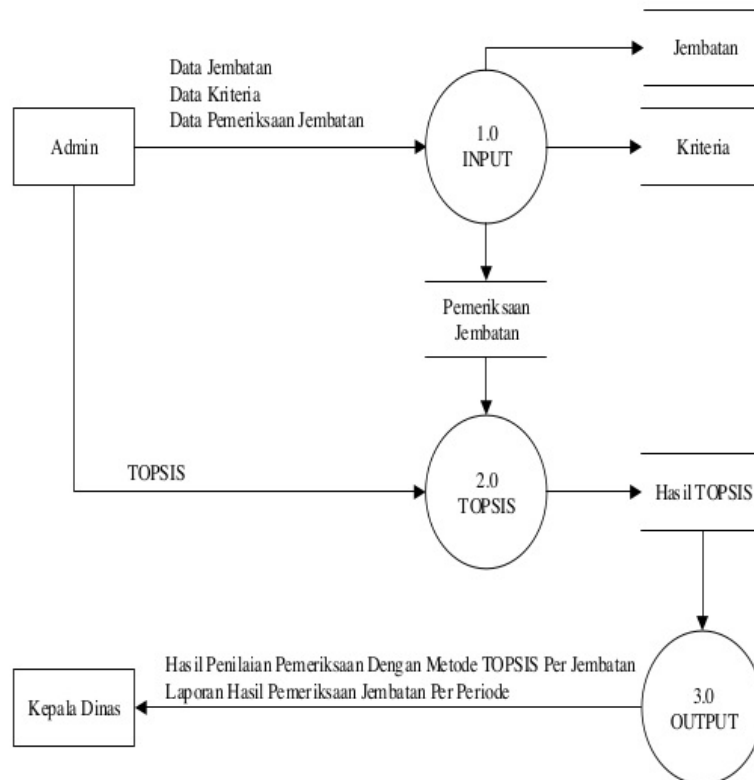 Jembatan
Data Jembatan
Data Kriteria
Data Pemeriksaan Jembatan
Admin
1.0
INPUT
Kriteria
Pemeriksaan
Jembatan
TOPSIS
2.0
TOPSIS
Hasil TOPSIS
Hasil Penilaian Pemeriksaan Dengan Metode TOPSIS Per Jembatan
Laporan Hasil Pemeriksaan Jembatan Per Periode
Kepala Dinas
3.0
OUTPUT